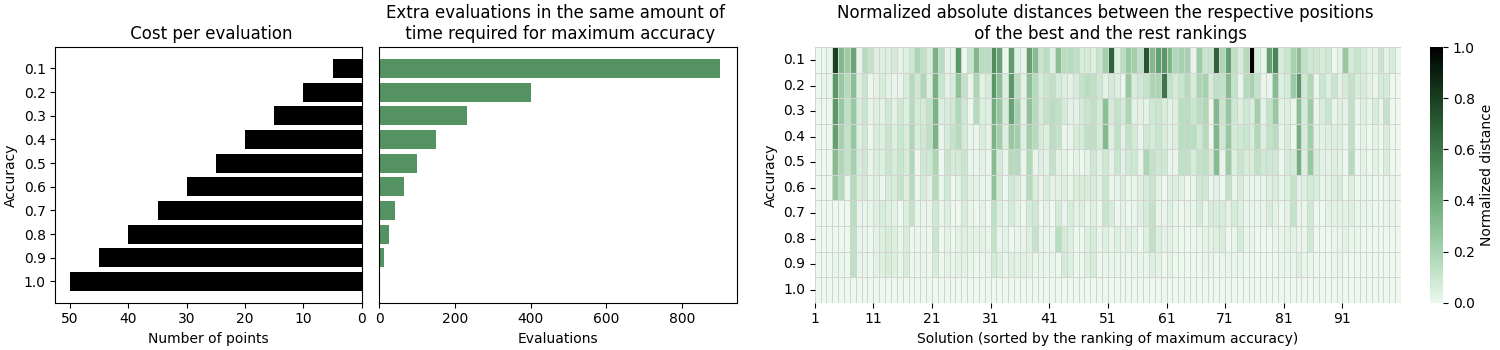 Cost per evaluation
Accuracy
0.1
0.2
0.3
0.4
0.5
0.6
0.7
0.8
0.9
1.0
50 40 30 20 10 0
Number of points
Extra evaluations in the same amount of
time required for maximum accuracy
0 200 400 600 800
Evaluations
Normalized absolute distances between the respective positions
of the best and the rest rankings
Accuracy
0.1
0.2
0.3
0.4
0.5
0.6
0.7
0.8
0.9
1.0
1 11 21 31 41 51 61 71 81 91
Solution (sorted by the ranking of maximum accuracy)
1.0
0.8
0.6
0.4
0.2
0.0
Normalized distance